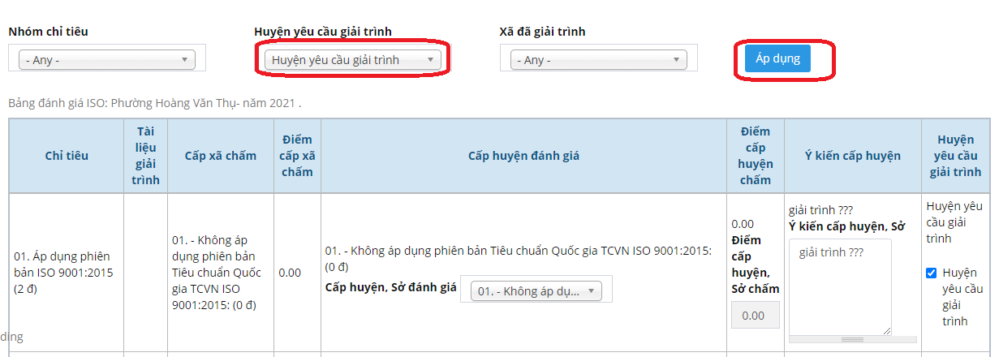 Nhóm chỉ tiêu
Huyện yêu cầu giải trình
Xã đã giải trình
- Any -
Huyện yêu cầu giải trình
- Any -
Áp dụng
Bảng đánh giá ISO: Phường Hoàng Văn Thụ- năm 2021 .
Chỉ tiêu
Tài
liệu
giải
trình
Cấp xã chấm
Điểm
cấp xã
chấm
Cấp huyện đánh giá
Điểm
cấp
huyện
chấm
Ý kiến cấp huyện
Huyện
yêu cầu
giải trình
01. Áp dụng phiên
bản ISO 9001:2015
(2 đ)
01. - Không áp
dụng phiên bản
Tiêu chuẩn Quốc
gia TCVN ISO
9001:2015: (0 đ)
0.00
01. - Không áp dụng phiên bản Tiêu chuẩn Quốc gia TCVN ISO 9001:2015:
(0 đ)
Cấp huyện, Sở đánh giá
01. - Không áp dụ...
0.00
Điểm
cấp
huyện,
Sở chấm
0.00
giải trình ???
Ý kiến cấp huyện, Sở
giải trình ???
Huyện yêu
cầu giải
trình
Huyện
yêu cầu
giải
trình
ding